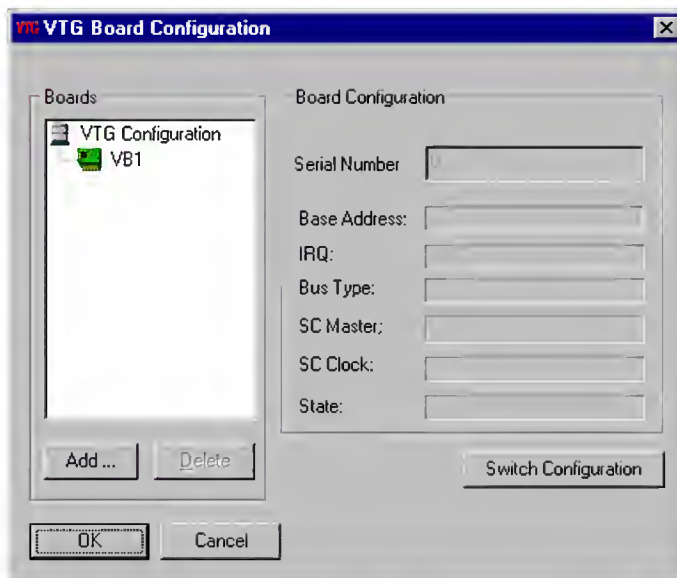 VTG VTG Board Configuration
Boards
VTG Configuration
VB1
Add ...
Delete
Board Configuration
Serial Number
0
Base Address:
IRQ:
Bus Type:
SC Master:
SC Clock:
State:
Switch Configuration
OK
Cancel